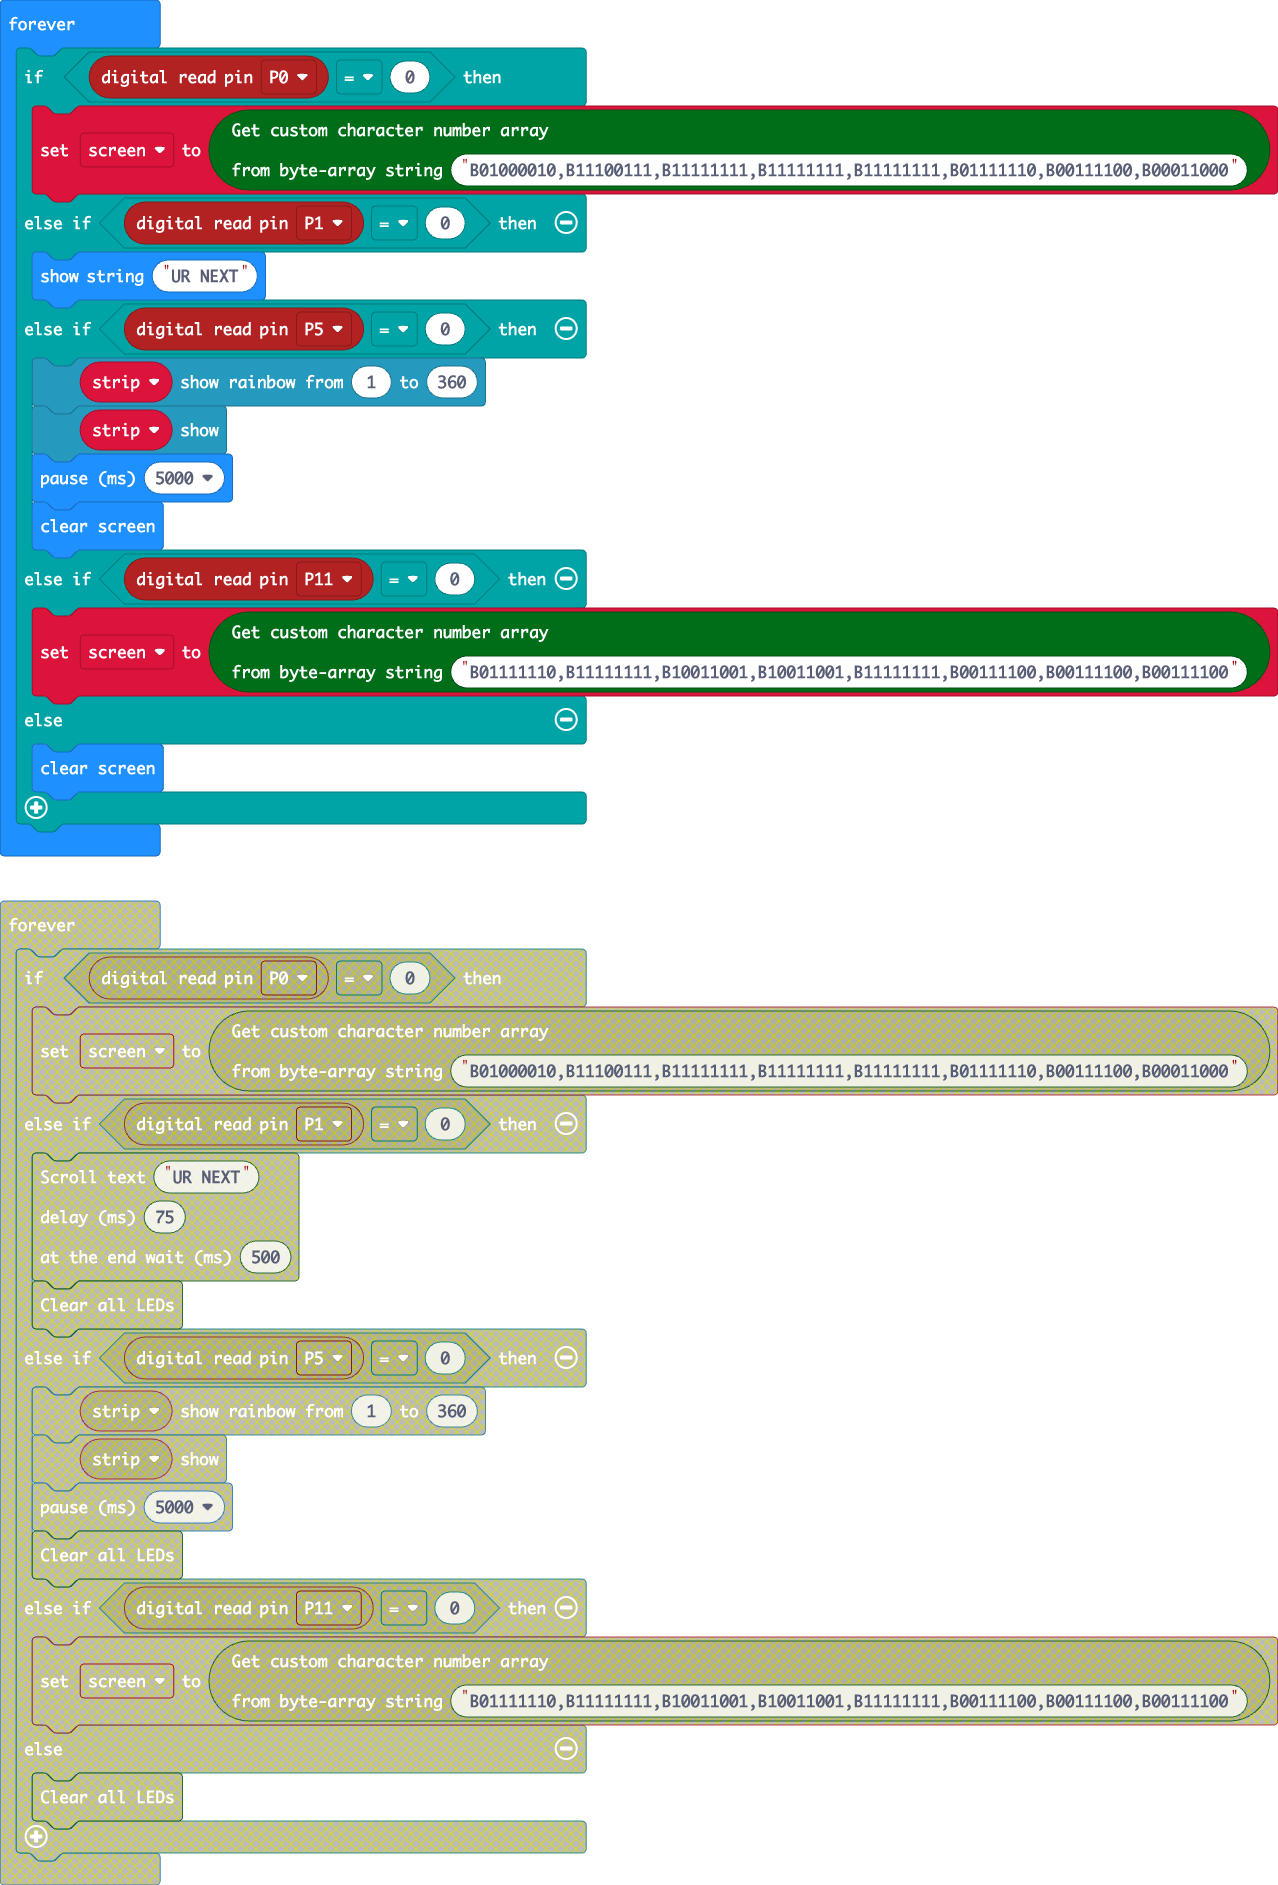 forever
if digital read pin P0 = 0 then
Get custom character number array
set screen to
from byte-array string "B01000010,B11100111,B11111111,B11111111,B11111111,B01111110,B00111100,B00011000"
else if digital read pin P1 = 0 then
show string "UR NEXT"
else if digital read pin P5 = 0 then
strip show rainbow from 1 to 360
strip show
pause (ms) 5000
clear screen
else if digital read pin P11 = 0 then
Get custom character number array
set screen to
from byte-array string "B01111110,B11111111,B10011001,B10011001,B11111111,B00111100,B00111100,B00111100"
else
clear screen
forever
if digital read pin P0 = 0 then
Get custom character number array
set screen to
from byte-array string "B01000010,B11100111,B11111111,B11111111,B11111111,B01111110,B00111100,B00011000"
else if digital read pin P1 = 0 then
Scroll text "UR NEXT"
delay (ms) 75
at the end wait (ms) 500
Clear all LEDs
else if digital read pin P5 = 0 then
strip show rainbow from 1 to 360
strip show
pause (ms) 5000
Clear all LEDs
else if digital read pin P11 = 0 then
Get custom character number array
set screen to
from byte-array string "B01111110,B11111111,B10011001,B10011001,B11111111,B00111100,B00111100,B00111100"
else
Clear all LEDs